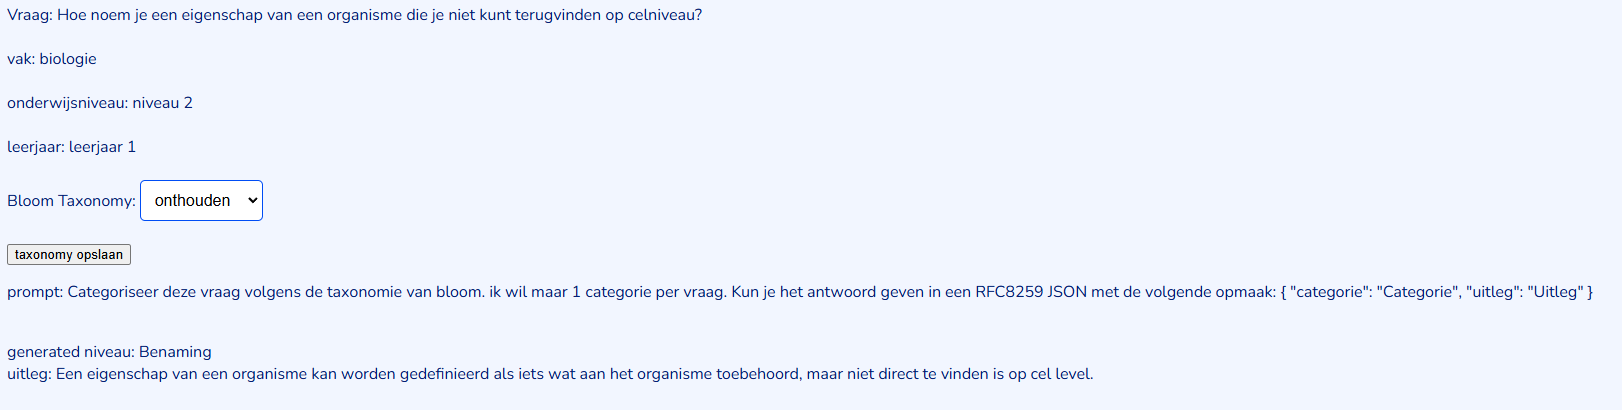 Vraag: Hoe noem je een eigenschap van een organisme die je niet kunt terugvinden op celniveau?
vak: biologie
onderwijsniveau: niveau 2
leerjaar: leerjaar 1
Bloom Taxonomy: onthouden
taxonomy opslaan
prompt: Categoriseer deze vraag volgens de taxonomie van bloom. ik wil maar 1 categorie per vraag. Kun je het antwoord geven in een RFC8259 JSON met de volgende opmaak: { "categorie": "Categorie", "uitleg": "Uitleg" }
generated niveau: Benaming
uitleg: Een eigenschap van een organisme kan worden gedefinieerd als iets wat aan het organisme toebehoord, maar niet direct te vinden is op cel level.